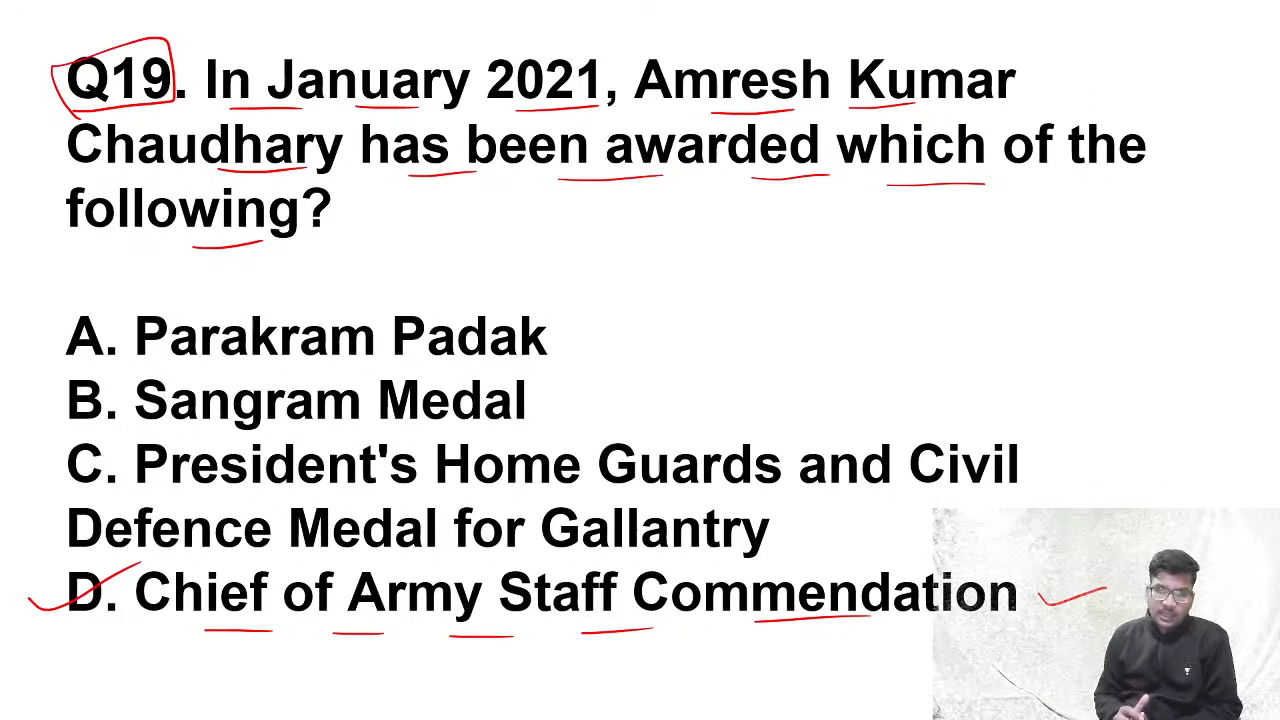 Q19. In January 2021, Amresh Kumar
Chaudhary has been awarded which of the
following?
A. Parakram Padak
B. Sangram Medal
C. President's Home Guards and Civil
Defence Medal for Gallantry
D. Chief of Army Staff Commendation